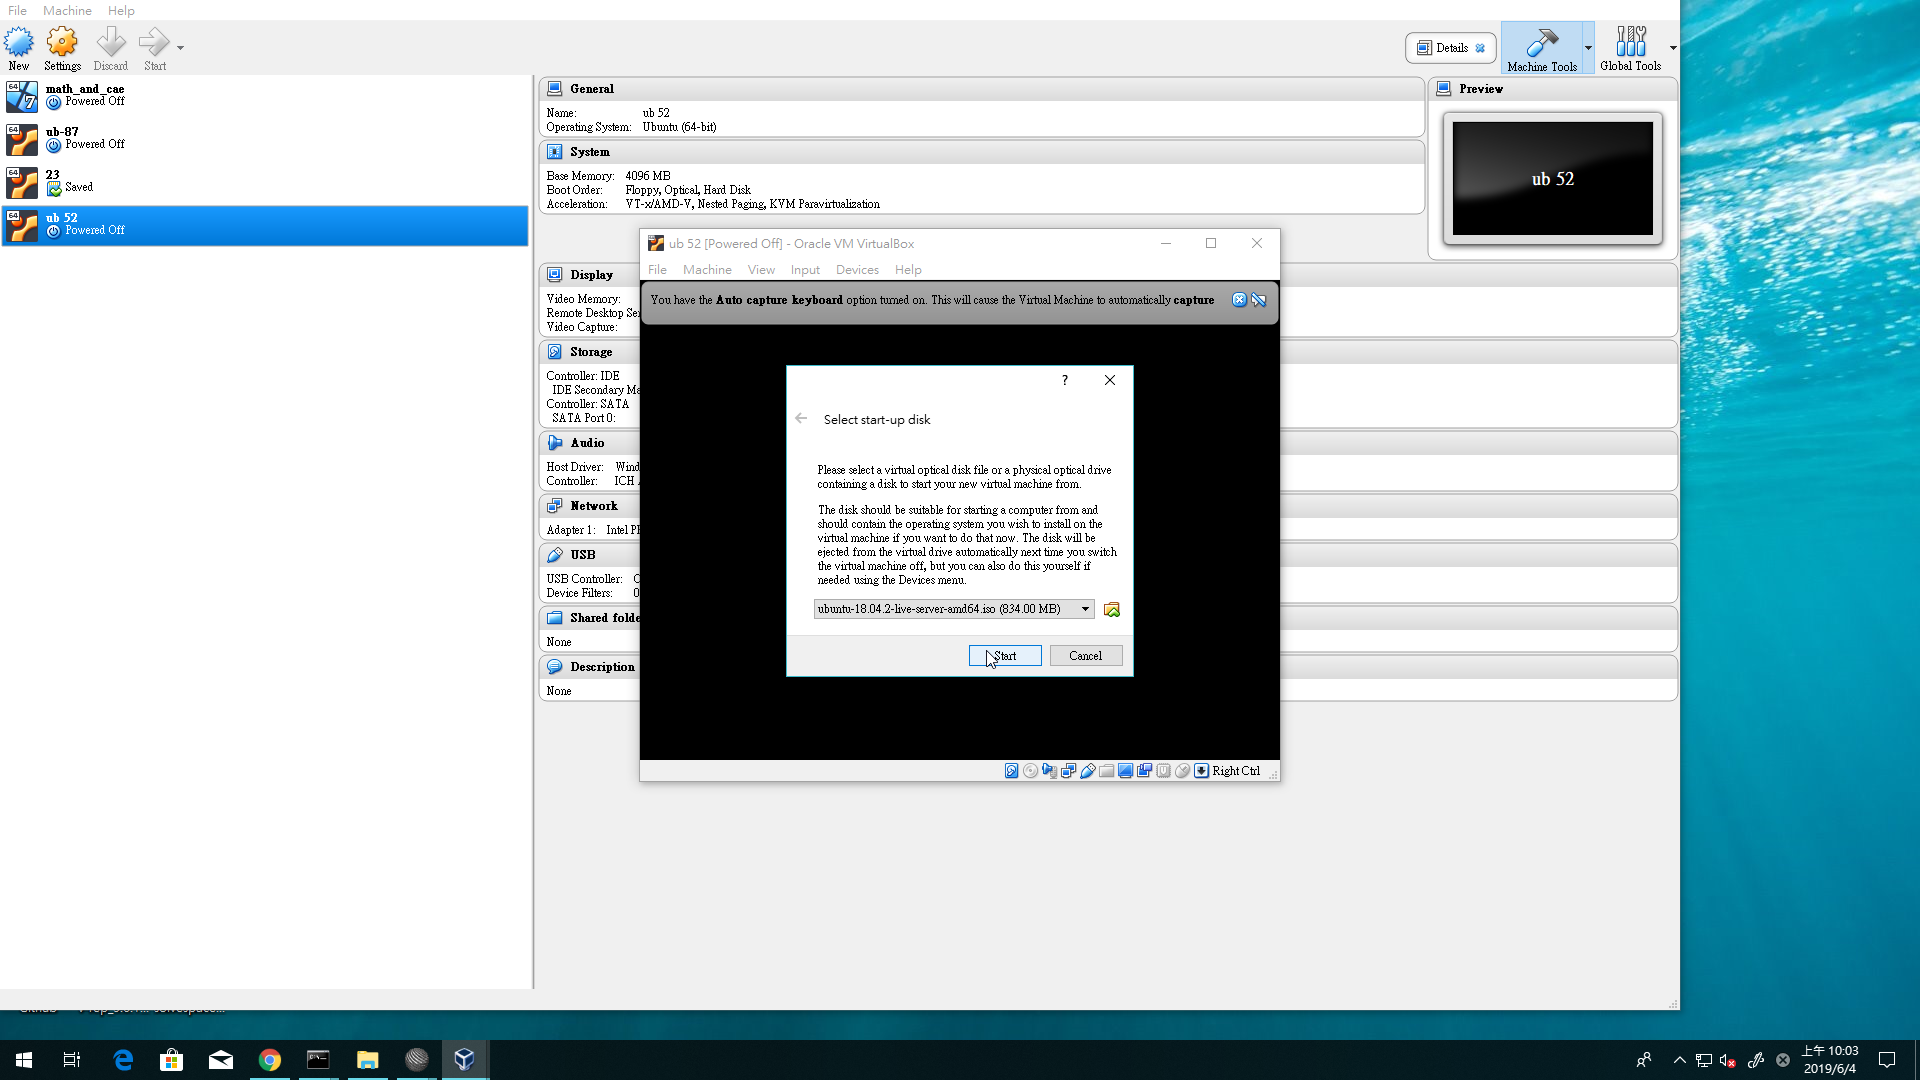 File Machine Help
New Settings Discard Start
Details
Machine Tools Global Tools
64
math_and_cae
Powered Off
64
ub-87
Powered Off
64
23
Saved
64
ub 52
Powered Off
General
Name: ub 52
Operating System: Ubuntu (64-bit)
System
Base Memory: 4096 MB
Boot Order: Floppy, Optical, Hard Disk
Acceleration: VT-x/AMD-V, Nested Paging, KVM Paravirtualization
Preview
ub 52
Display
Video Memory:
Remote Desktop Ser
Video Capture:
Storage
Controller: IDE
IDE Secondary Ma
Controller: SATA
SATA Port 0:
Audio
Host Driver: Wind
Controller: ICH
Network
Adapter 1: Intel
USB
USB Controller:
Device Filters: 0
Shared folde
None
Description
None
ub 52 [Powered Off] - Oracle VM VirtualBox
File Machine View Input Devices Help
You have the Auto capture keyboard option turned on. This will cause the Virtual Machine to automatically capture
?
Select start-up disk
Please select a virtual optical disk file or a physical optical drive
containing a disk to start your new virtual machine from.
The disk should be suitable for starting a computer from and
should contain the operating system you wish to install on the
virtual machine if you want to do that now. The disk will be
ejected from the virtual drive automatically next time you switch
the virtual machine off, but you can also do this yourself if
needed using the Devices menu.
ubuntu-18.04.2-live-server-amd64.iso (834.00 MB)
Start Cancel
Right Ctrl
上午 10:03
2019/6/4